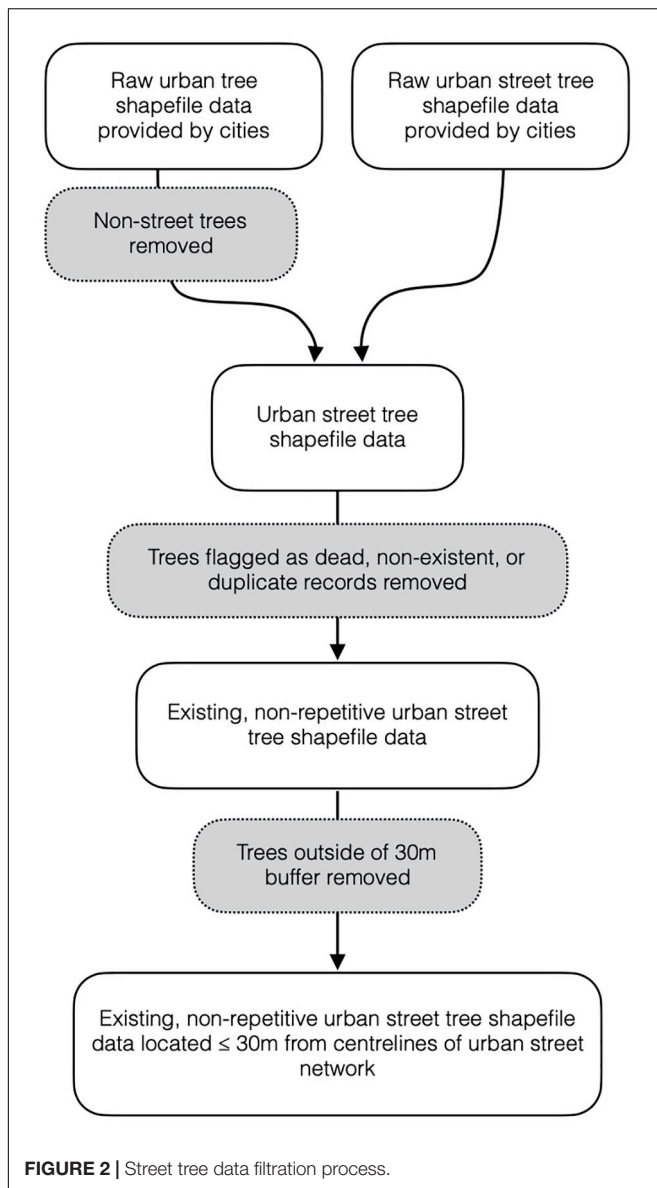 Raw urban tree
shapefile data
provided by cities
Raw urban street tree
shapefile data
provided by cities
Non-street trees
removed
Urban street tree
shapefile data
Trees flagged as dead, non-existent, or
duplicate records removed
Existing, non-repetitive urban street
tree shapefile data
Trees outside of 30m
buffer removed
Existing, non-repetitive urban street tree shapefile
data located ≤ 30m from centrelines of urban street
network
FIGURE 2 | Street tree data filtration process.